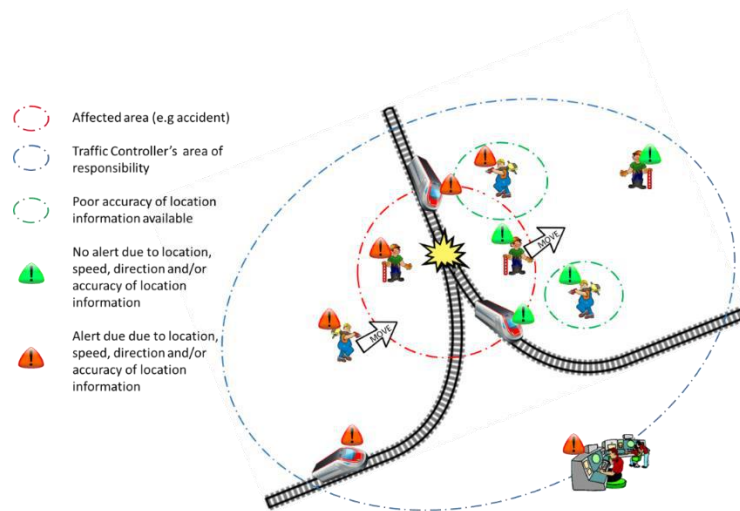 Affected area (e.g accident)
Traffic Controller's area of
responsibility
Poor accuracy of location
information available
No alert due to location,
speed, direction and/or
accuracy of location
information
Alert due due to location,
speed, direction and/or
accuracy of location
information
MOVE
MOVE